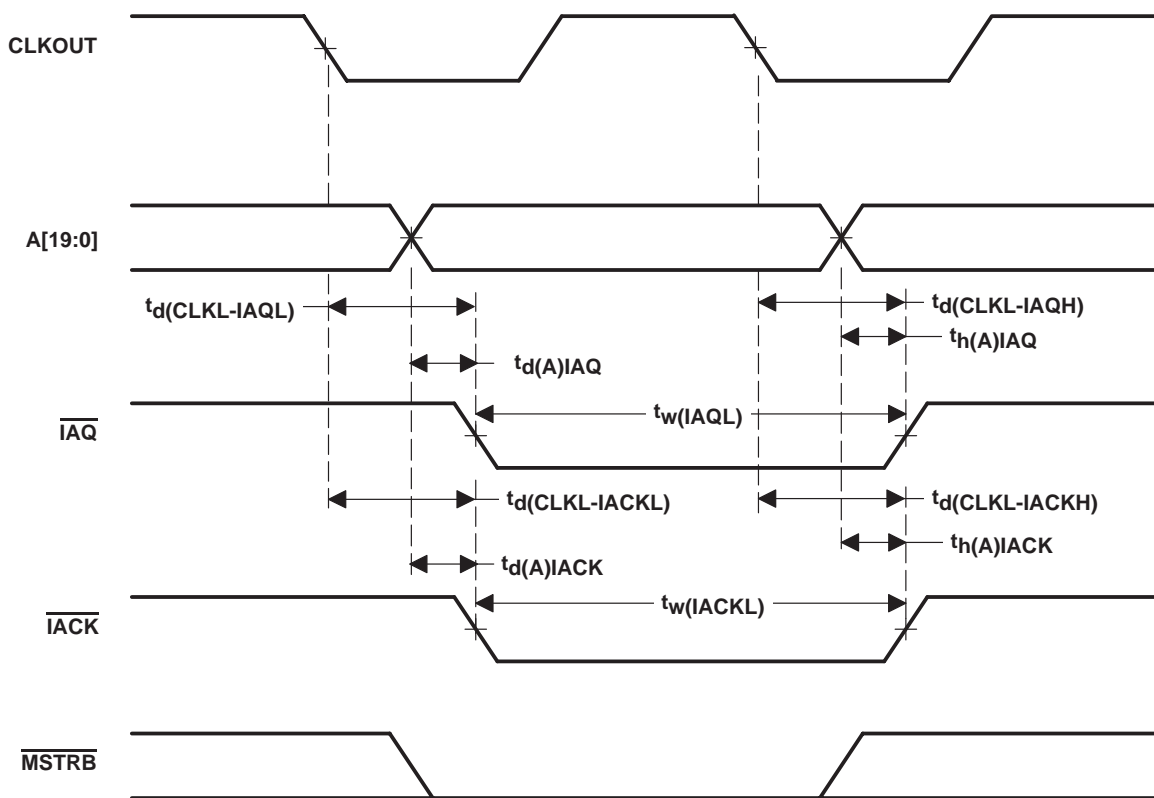 CLKOUT
A[19:0]
td(CLKL-IAQL)
td(CLKL-IAQH)
th(A)IAQ
td(A)IAQ
tw(IAQL)
IAQ
td(CLKL-IACKL)
td(CLKL-IACKH)
th(A)IACK
td(A)IACK
tw(IACKL)
IACK
MSTRB